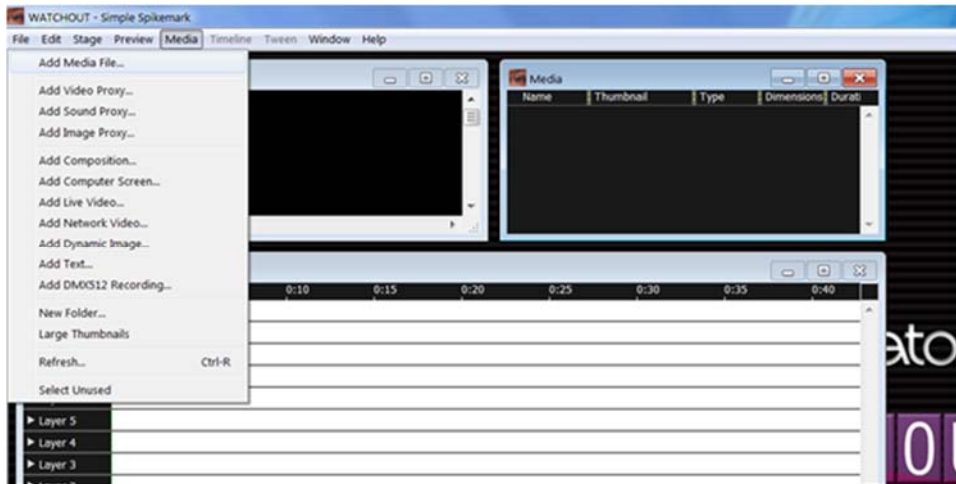 WATCHOUT - Simple Spikemark
File Edit Stage Preview Media Timeline Tween Window Help
Add Media File...
Add Video Proxy...
Add Sound Proxy...
Add Image Proxy...
Add Composition...
Add Computer Screen...
Add Live Video...
Add Network Video...
Add Dynamic Image...
Add Text...
Add DMX512 Recording...
New Folder...
Large Thumbnails
Refresh... Ctrl-R
Select Unused
Media
Name Thumbnail Type Dimensions Durati
0:10 0:15 0:20 0:25 0:30 0:35 0:40
Layer 5
Layer 4
Layer 3
ato
0